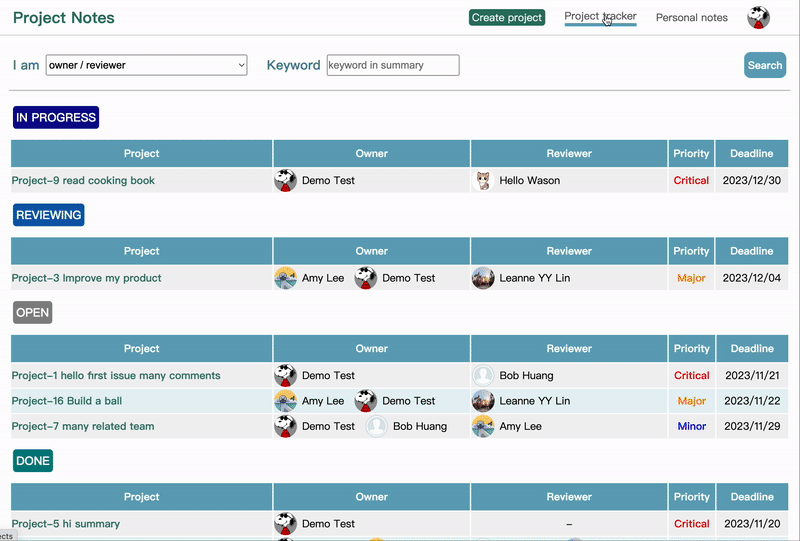 Project Notes
Create project
Project tracker
Personal notes
I am
owner / reviewer
Keyword
keyword in summary
Search
IN PROGRESS
Project Owner Reviewer Priority Deadline
Project-9 read cooking book Demo Test Hello Wason Critical 2023/12/30
REVIEWING
Project Owner Reviewer Priority Deadline
Project-3 Improve my product Amy Lee Demo Test Leanne YY Lin Major 2023/12/04
OPEN
Project Owner Reviewer Priority Deadline
Project-1 hello first issue many comments Demo Test Bob Huang Critical 2023/11/21
Project-16 Build a ball Amy Lee Demo Test Leanne YY Lin Major 2023/11/22
Project-7 many related team Demo Test Bob Huang Amy Lee Minor 2023/11/29
DONE
Project Owner Reviewer Priority Deadline
Project-5 hi summary Demo Test – Critical 2023/11/20